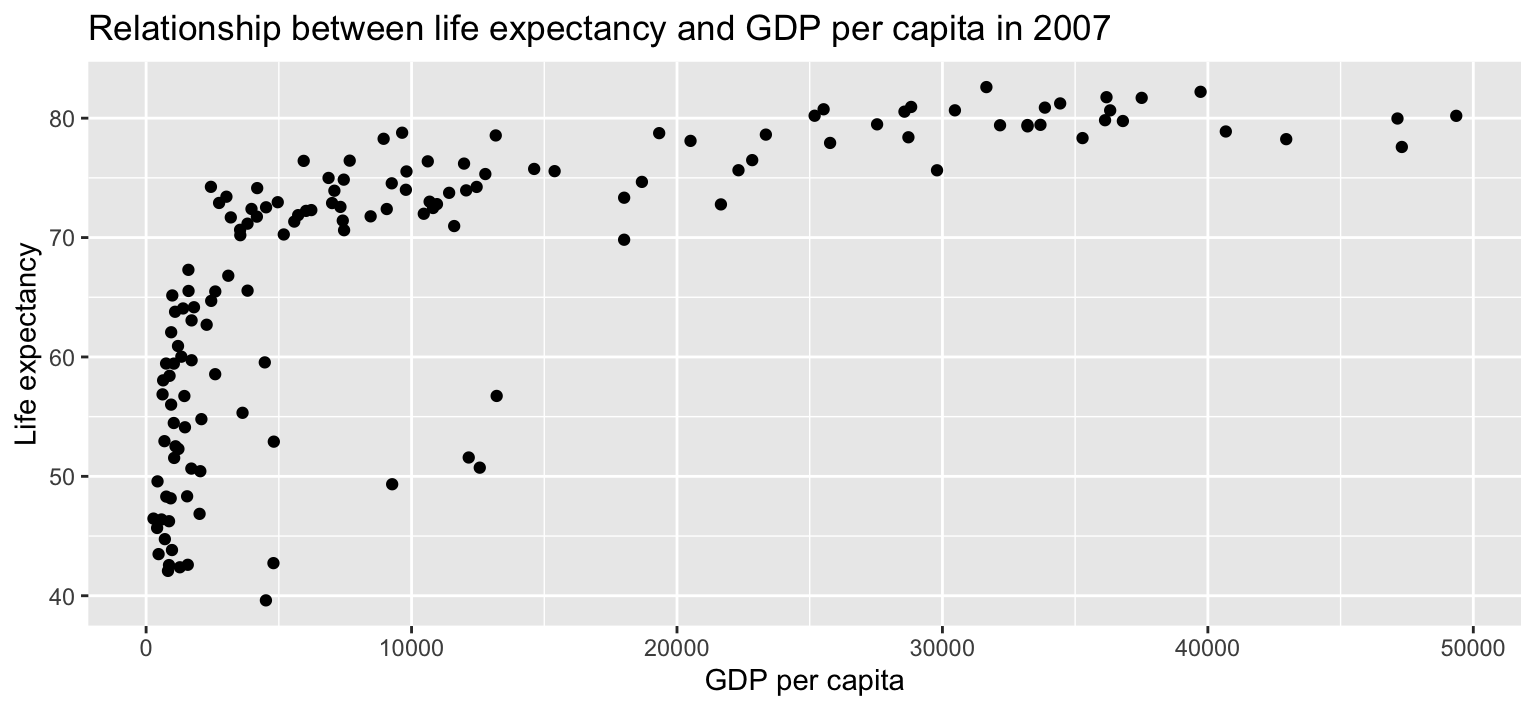 Relationship between life expectancy and GDP per capita in 2007
80
70
60
50
40
Life expectancy
0 10000 20000 30000 40000 50000
GDP per capita